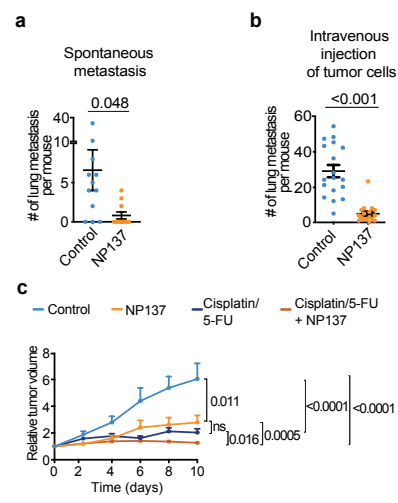 a
Spontaneous
metastasis
0.048
# of lung metastasis
per mouse
40
10
5
0
Control
NP137
b
Intravenous
injection
of tumor cells
<0.001
# of lung metastasis
per mouse
60
40
20
0
Control
NP137
c
Control
NP137
Cisplatin/
5-FU
Cisplatin/5-FU
+ NP137
Relative tumor volume
8
6
4
2
0
0 2 4 6 8 10
Time (days)
0.011
ns
0.016
0.0005
<0.0001
<0.0001